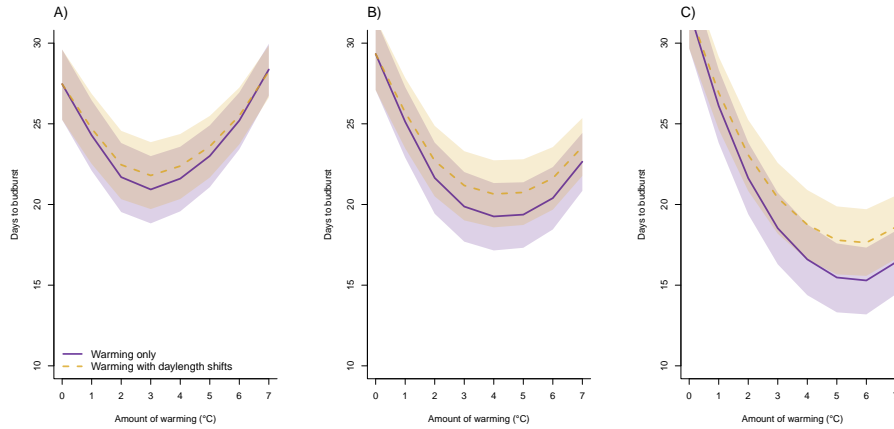 A)
B)
C)
30
25
20
15
10
Days to budburst
Warming only
Warming with daylength shifts
0 1 2 3 4 5 6 7
Amount of warming (°C)
30
25
20
15
10
Days to budburst
0 1 2 3 4 5 6 7
Amount of warming (°C)
30
25
20
15
10
Days to budburst
0 1 2 3 4 5 6 7
Amount of warming (°C)